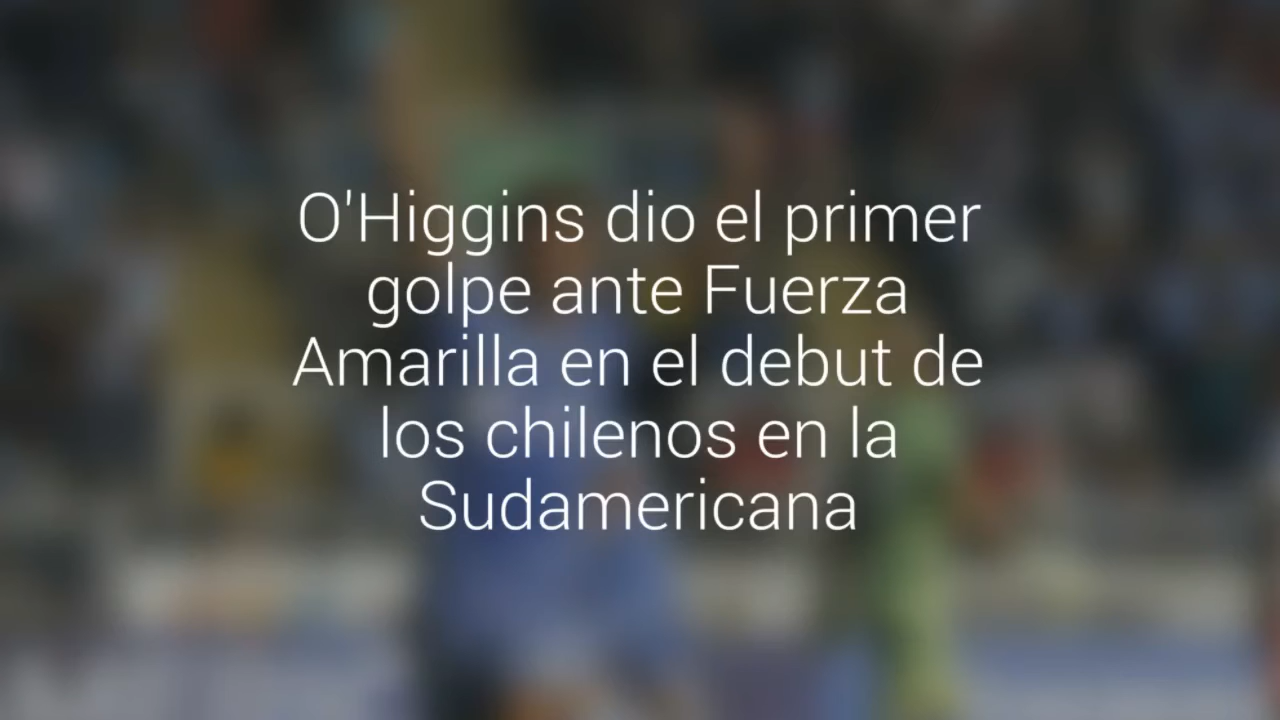 O'Higgins dio el primer
golpe ante Fuerza
Amarilla en el debut de
los chilenos en la
Sudamericana